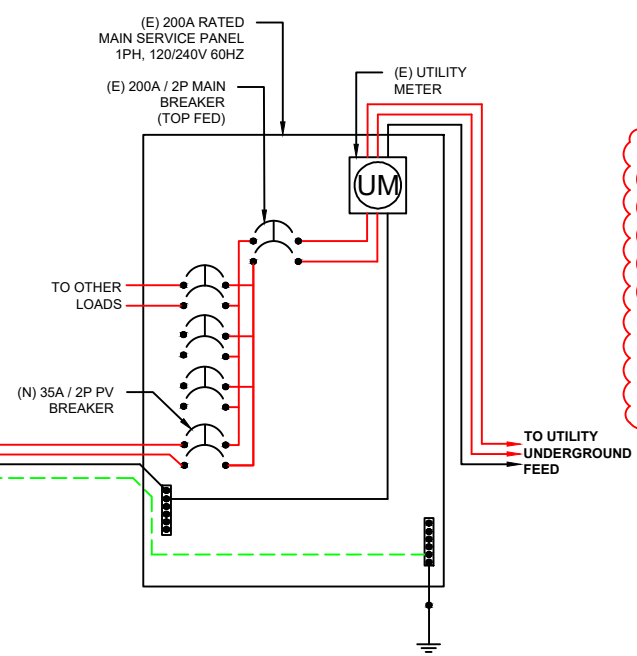 (E) 200A RATED
MAIN SERVICE PANEL
1PH, 120/240V 60HZ
(E) 200A / 2P MAIN
BREAKER
(TOP FED)
(E) UTILITY
METER
UM
TO OTHER
LOADS
(N) 35A / 2P PV
BREAKER
TO UTILITY
UNDERGROUND
FEED